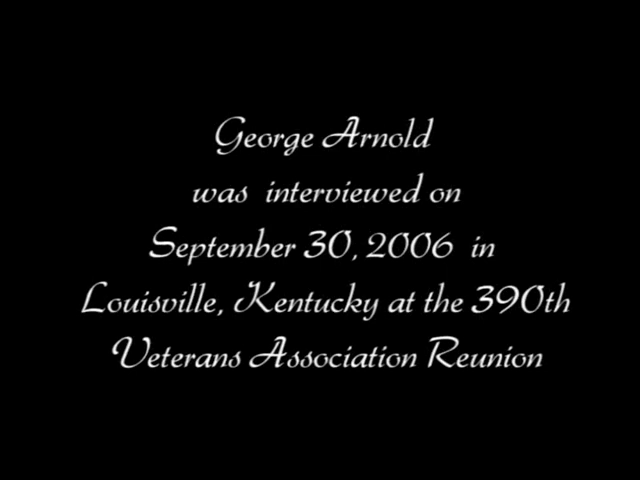 George Arnold
was interviewed on
September 30, 2006 in
Louisville, Kentucky at the 390th
Veterans Association Reunion